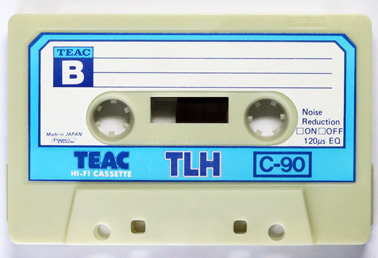 TEAC
B
Noise
Reduction
□ON□OFF
120μs EQ
Made in JAPAN
TEAC
HI-FI CASSETTE
TLH
C-90